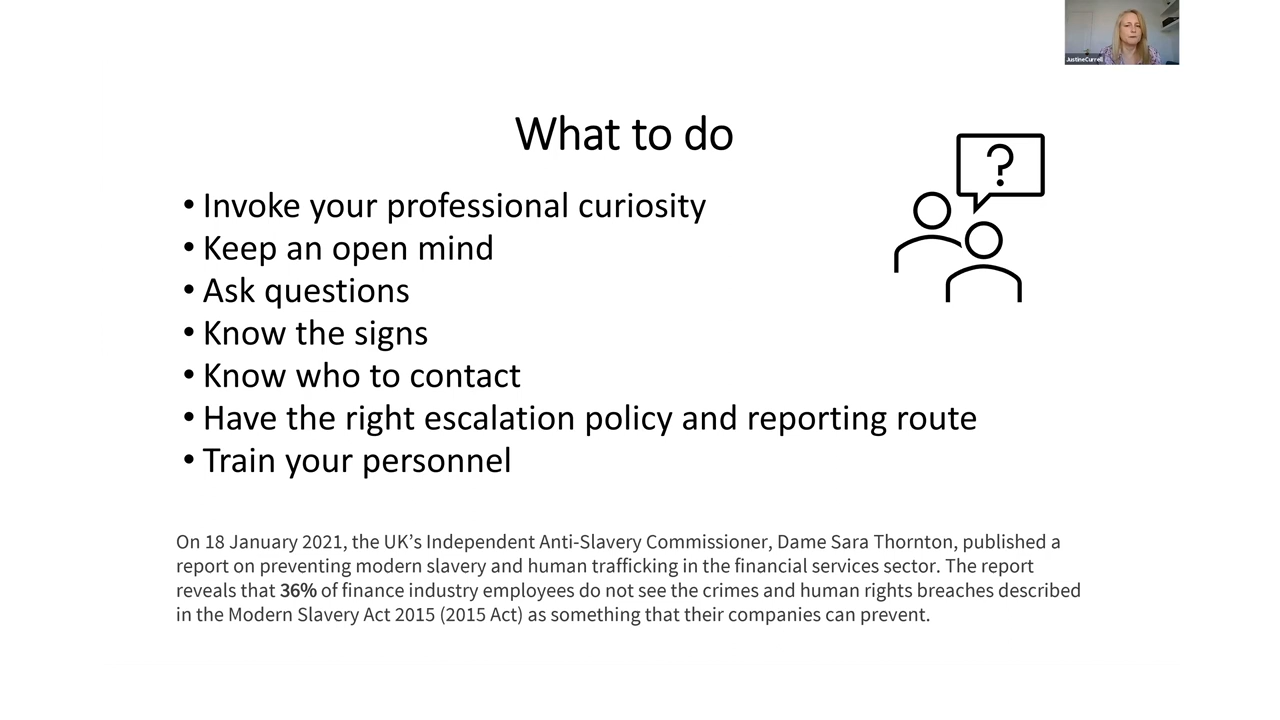 JustineCurrell
What to do
?
• Invoke your professional curiosity
• Keep an open mind
• Ask questions
• Know the signs
• Know who to contact
• Have the right escalation policy and reporting route
• Train your personnel
On 18 January 2021, the UK’s Independent Anti-Slavery Commissioner, Dame Sara Thornton, published a
report on preventing modern slavery and human trafficking in the financial services sector. The report
reveals that 36% of finance industry employees do not see the crimes and human rights breaches described
in the Modern Slavery Act 2015 (2015 Act) as something that their companies can prevent.